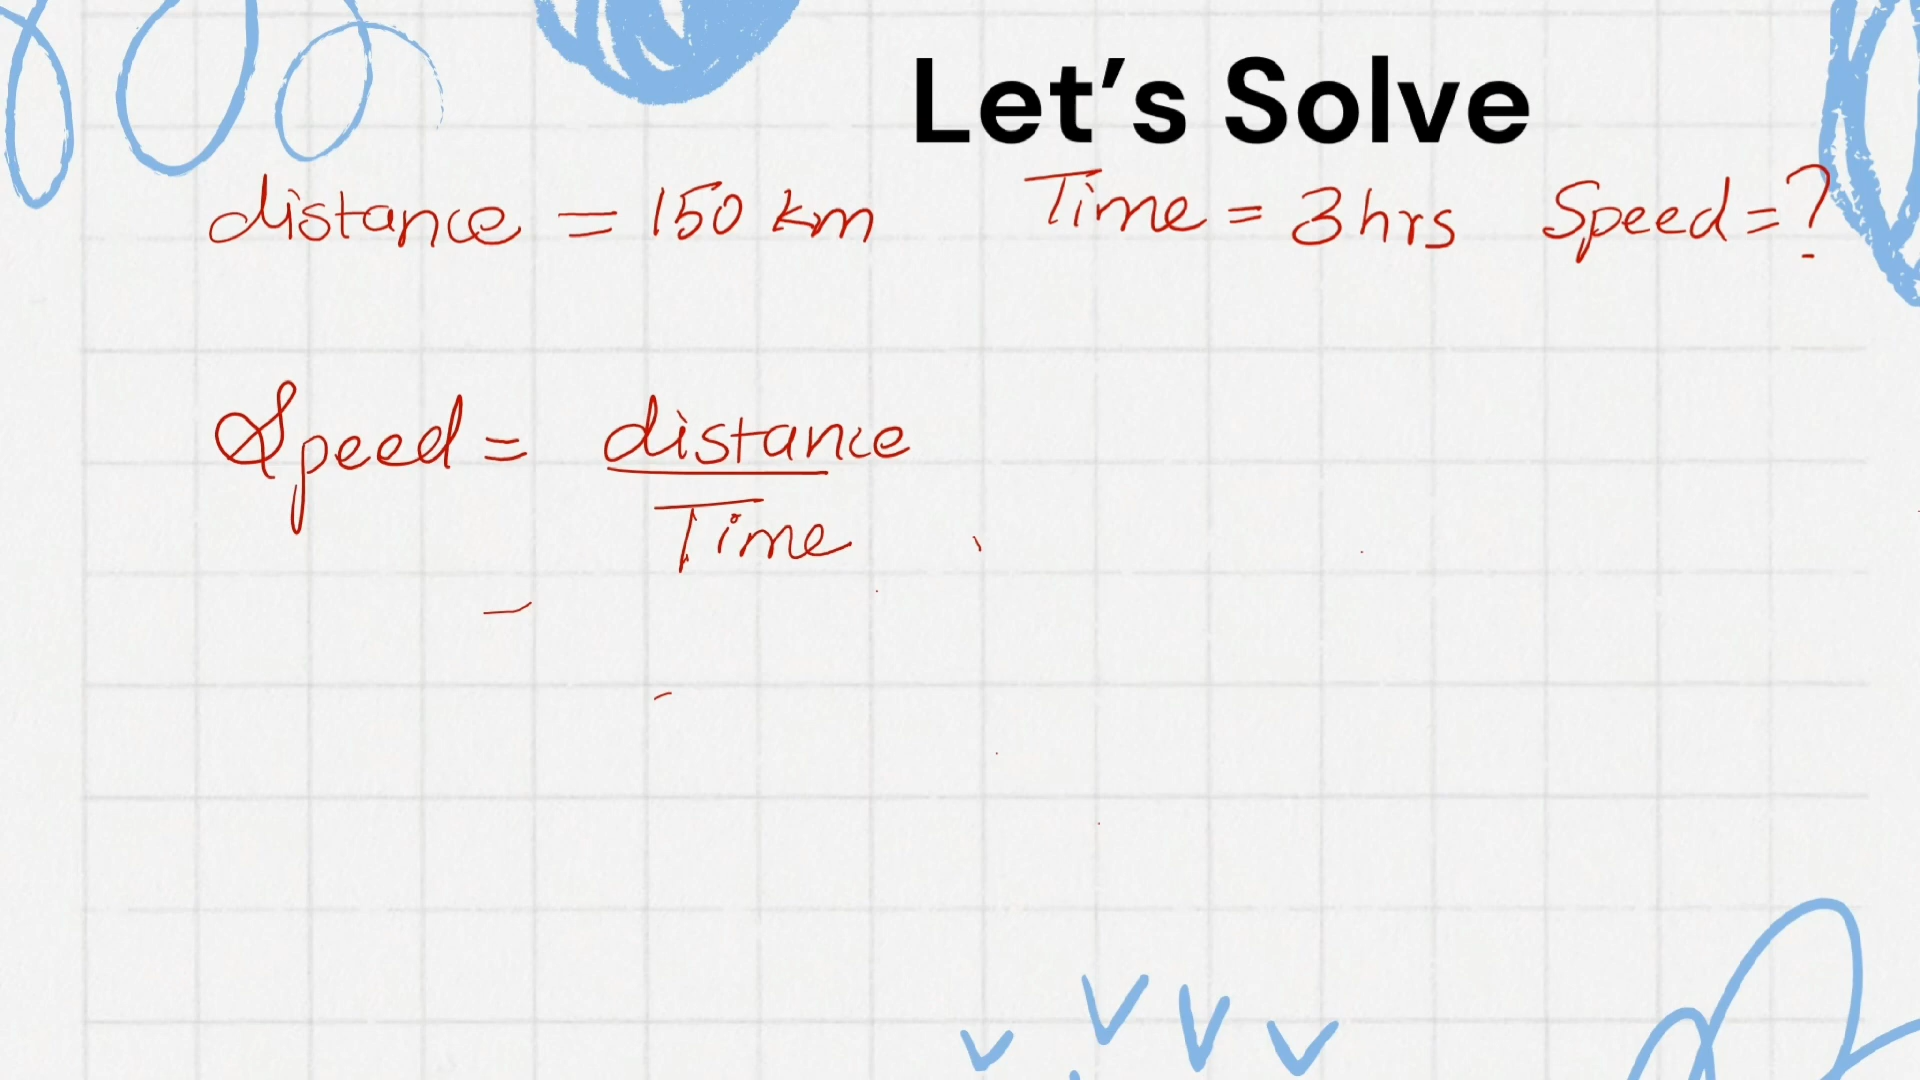 Let’s Solve
distance = 150 km Time = 3 hrs Speed = ?
Speed = distance
Time